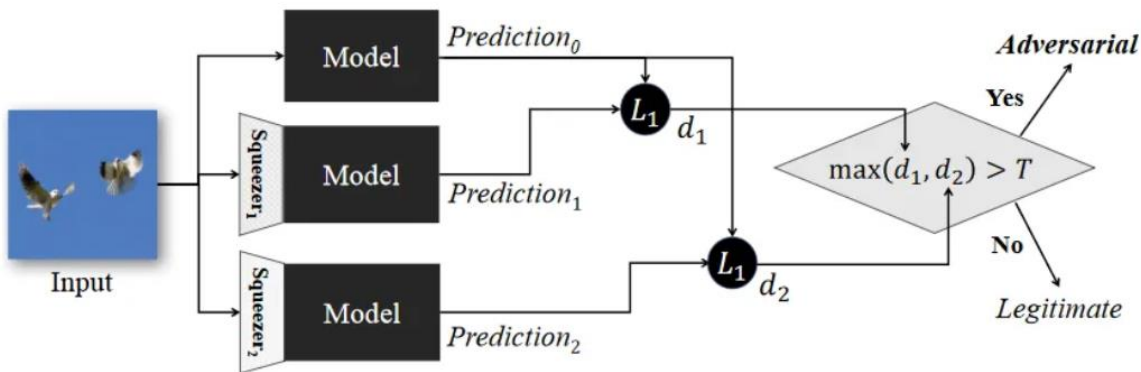 Input
Model
Prediction₀
Squeezer₁
Model
Prediction₁
Squeezer₂
Model
Prediction₂
L₁
d₁
L₁
d₂
max(d₁, d₂) > T
Yes
Adversarial
No
Legitimate